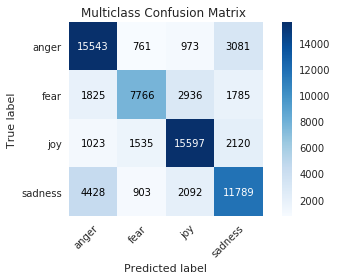 Multiclass Confusion Matrix
anger 15543 761 973 3081
fear 1825 7766 2936 1785
joy 1023 1535 15597 2120
sadness 4428 903 2092 11789
anger fear joy sadness
Predicted label
True label
14000
12000
10000
8000
6000
4000
2000